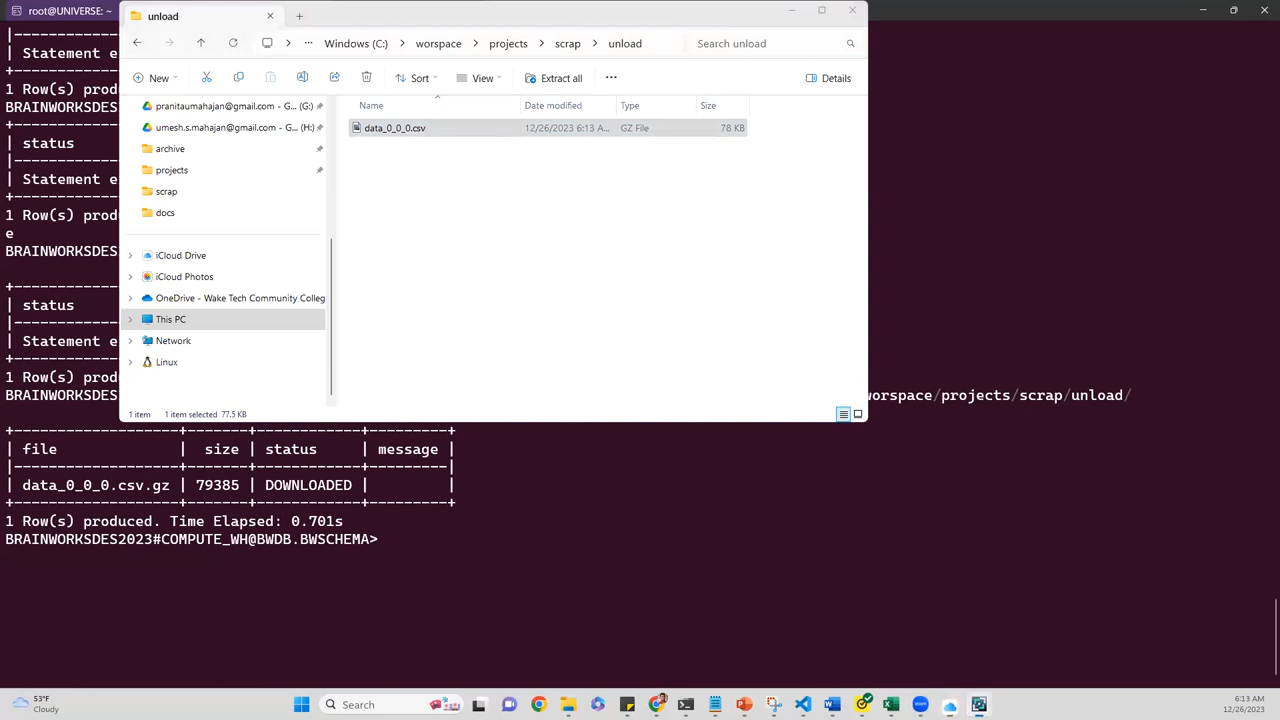 root@UNIVERSE: ~
unload
Windows (C:) worspace projects scrap unload
Search unload
New Sort View Extract all Details
Name Date modified Type Size
pranitaumahajan@gmail.com - G... (G:)
data_0_0_0.csv 12/26/2023 6:13 A... GZ File 78 KB
umesh.s.mahajan@gmail.com - G... (H:)
archive
projects
scrap
docs
iCloud Drive
iCloud Photos
OneDrive - Wake Tech Community Colleg
This PC
Network
Linux
1 item 1 item selected 77.5 KB
| Statement e
1 Row(s) produ
BRAINWORKSDES
| status
| Statement e
1 Row(s) produ
e
BRAINWORKSDES
| status
| Statement e
1 Row(s) prod
BRAINWORKSDES orspace/projects/scrap/unload/
+------------------+-------+------------+---------+
| file | size | status | message |
|------------------+-------+------------+---------|
| data_0_0_0.csv.gz | 79385 | DOWNLOADED | |
+------------------+-------+------------+---------+
1 Row(s) produced. Time Elapsed: 0.701s
BRAINWORKSDES2023#COMPUTE_WH@BWDB.BWSCHEMA>
53°F
Cloudy
Search
6:13 AM
12/26/2023